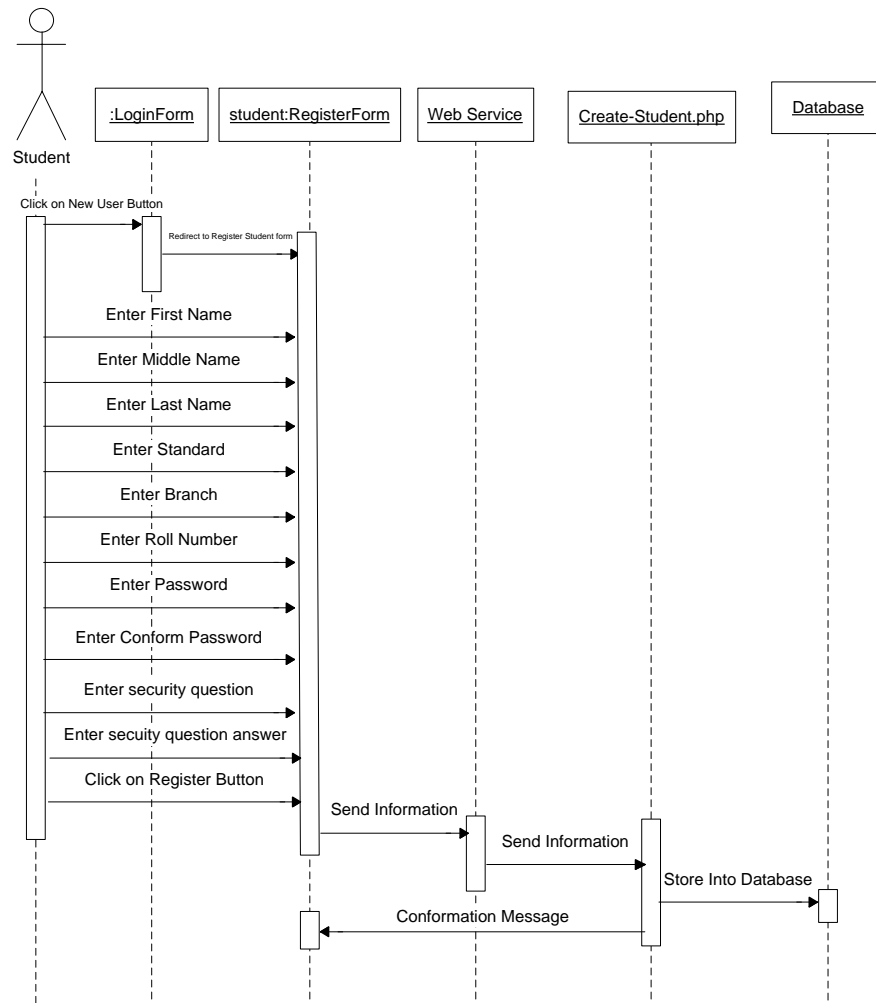 :LoginForm
student:RegisterForm
Web Service
Create-Student.php
Database
Student
Click on New User Button
Redirect to Register Student form
Enter First Name
Enter Middle Name
Enter Last Name
Enter Standard
Enter Branch
Enter Roll Number
Enter Password
Enter Conform Password
Enter security question
Enter secuity question answer
Click on Register Button
Send Information
Send Information
Store Into Database
Conformation Message